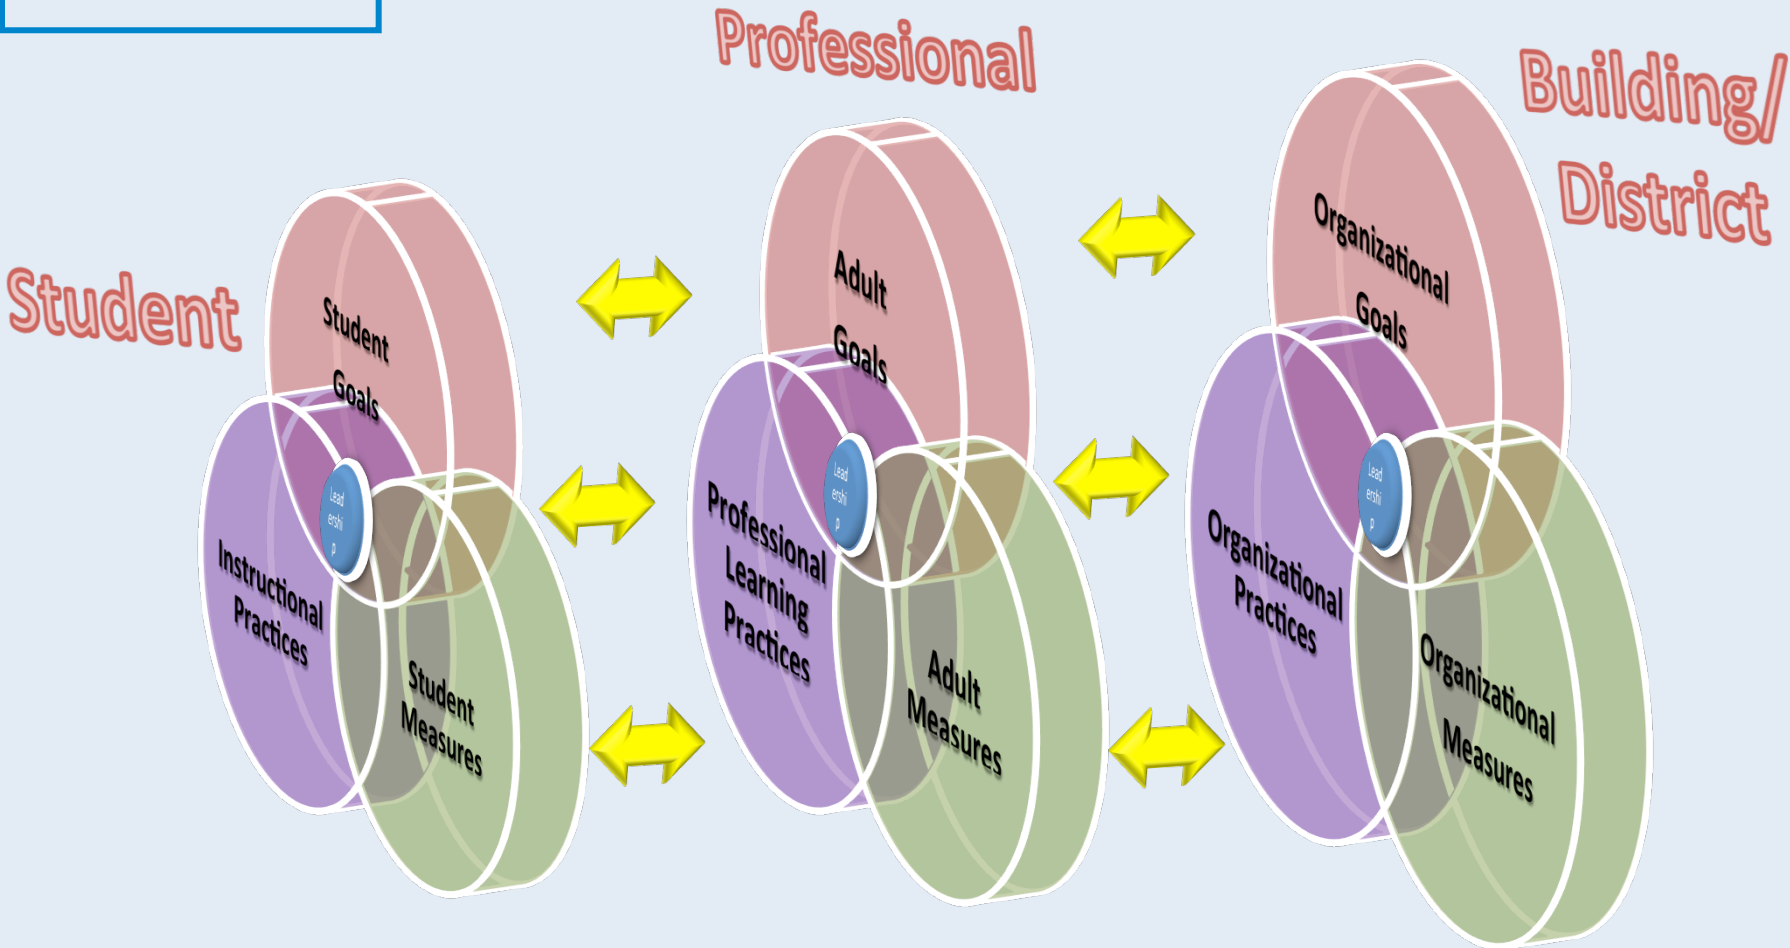 Professional
Building/
District
Student
Student
Goals
Instructional
Practices
Student
Measures
Lead
ershi
p
Adult
Goals
Professional
Learning
Practices
Adult
Measures
Lead
ershi
p
Organizational
Goals
Organizational
Practices
Organizational
Measures
Lead
ershi
p